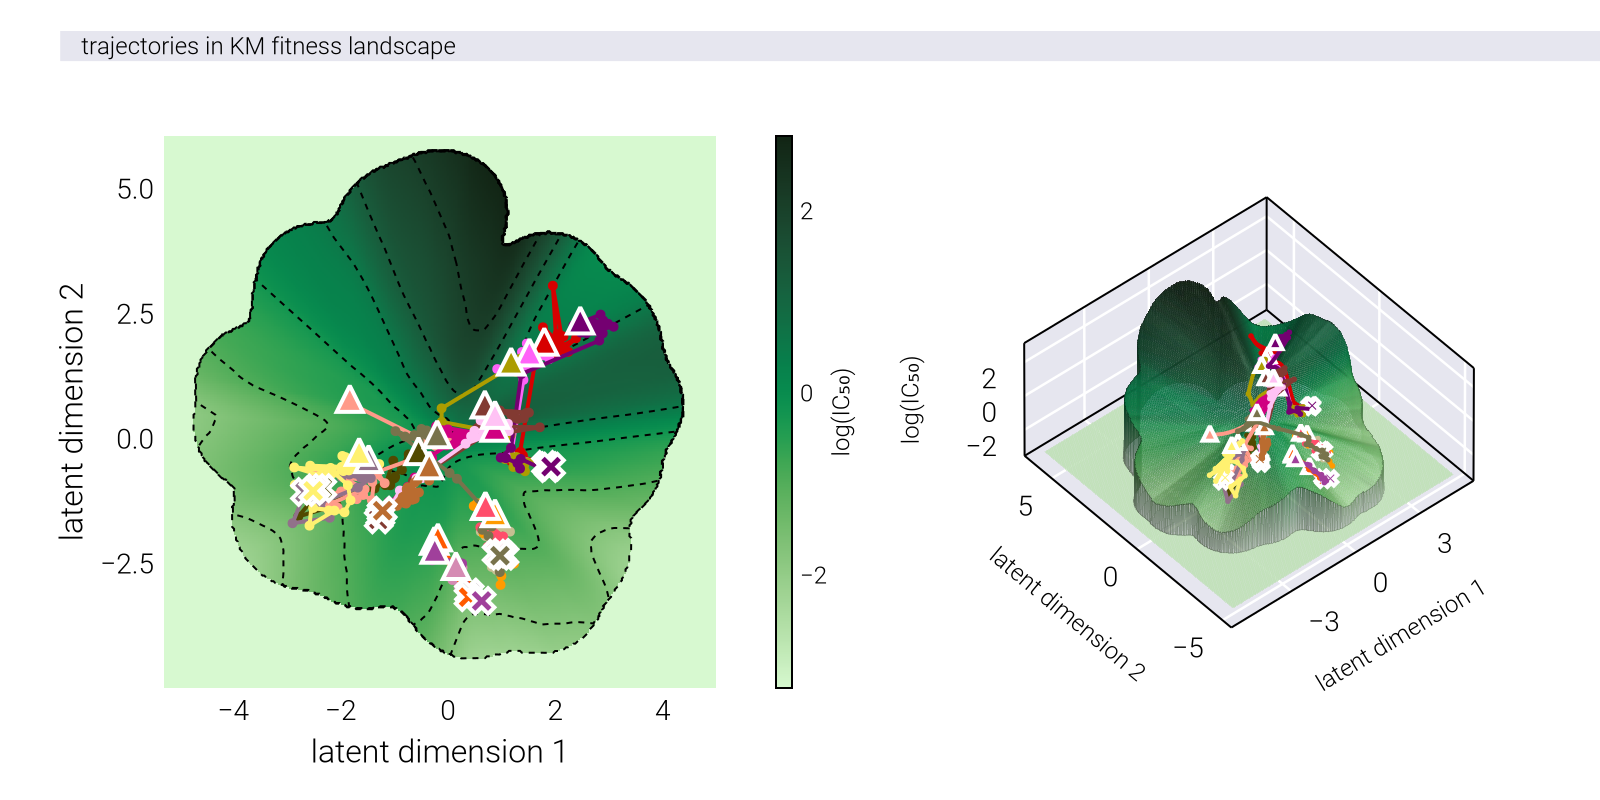 trajectories in KM fitness landscape
5.0
2.5
0.0
−2.5
latent dimension 2
−4 −2 0 2 4
latent dimension 1
2
0
−2
log(IC₅₀)
log(IC₅₀)
2
0
−2
5
0
−5
latent dimension 2
3
0
−3
latent dimension 1